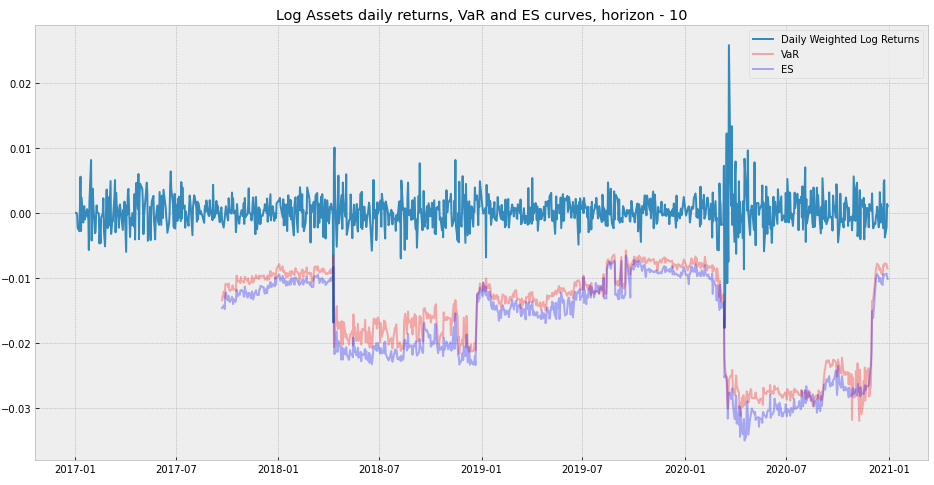 Log Assets daily returns, VaR and ES curves, horizon - 10
Daily Weighted Log Returns
VaR
ES
0.02
0.01
0.00
−0.01
−0.02
−0.03
2017-01 2017-07 2018-01 2018-07 2019-01 2019-07 2020-01 2020-07 2021-01